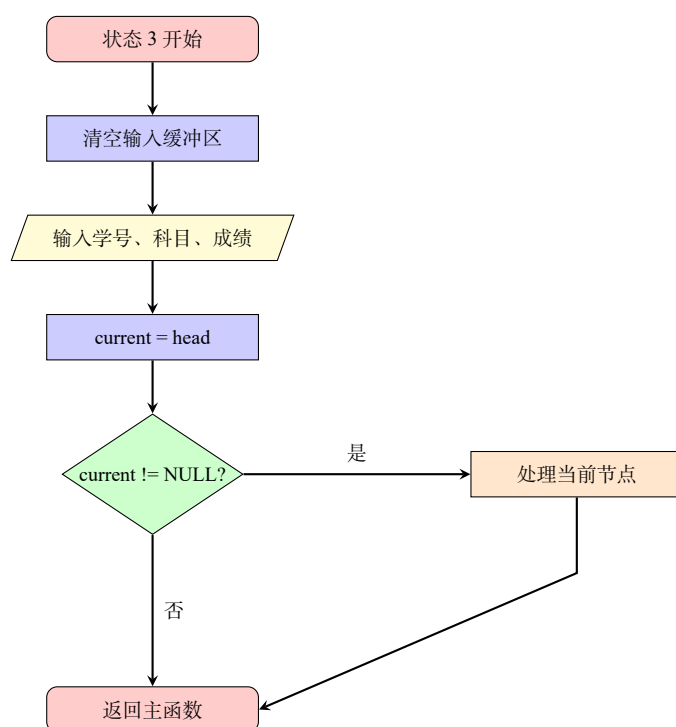 状态 3 开始
清空输入缓冲区
输入学号、科目、成绩
current = head
current != NULL?
是
处理当前节点
否
返回主函数